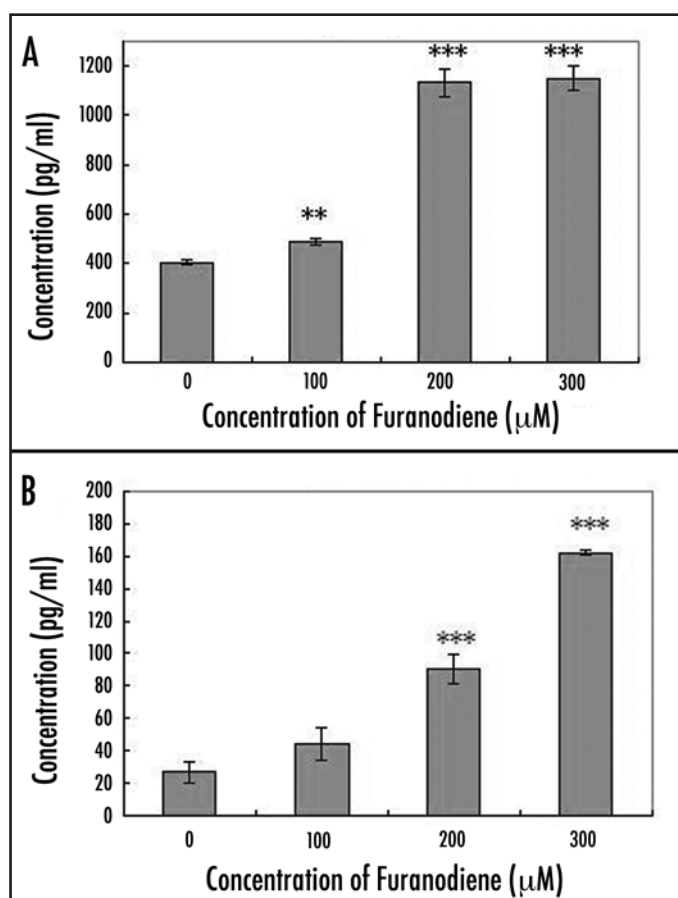 A
Concentration (pg/ml)
1200
1000
800
600
400
200
0
**
***
***
0 100 200 300
Concentration of Furanodiene (μM)
B
Concentration (pg/ml)
200
180
160
140
120
100
80
60
40
20
0
***
***
0 100 200 300
Concentration of Furanodiene (μM)